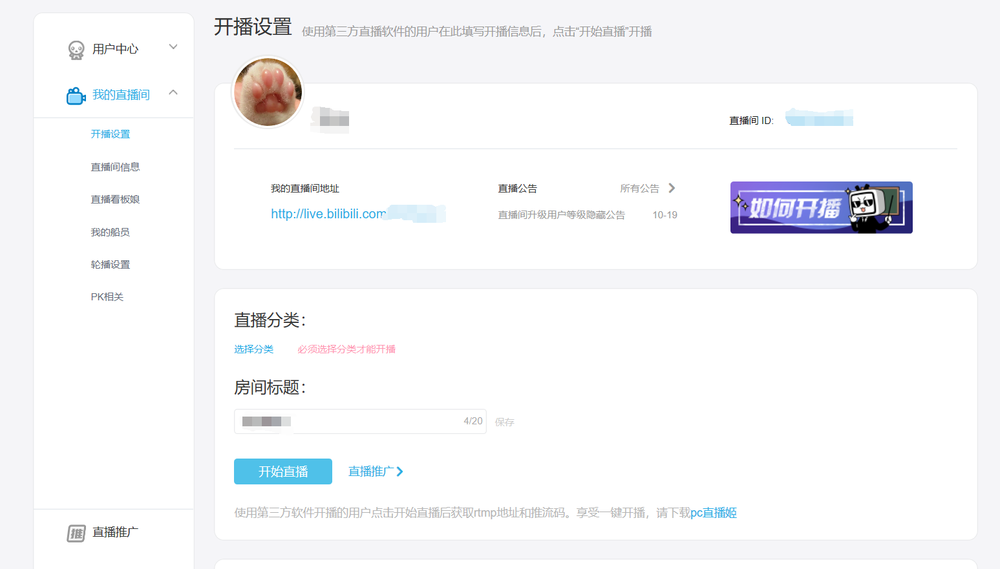 用户中心
我的直播间
开播设置
直播间信息
直播看板娘
我的船员
轮播设置
PK相关
推 直播推广
开播设置 使用第三方直播软件的用户在此填写开播信息后，点击“开始直播”开播
直播间 ID:
我的直播间地址
http://live.bilibili.com
直播公告 所有公告
直播间升级用户等级隐藏公告 10-19
如何开播
直播分类：
选择分类 必须选择分类才能开播
房间标题：
4/20 保存
开始直播 直播推广
使用第三方软件开播的用户点击开始直播后获取rtmp地址和推流码。享受一键开播，请下载pc直播姬